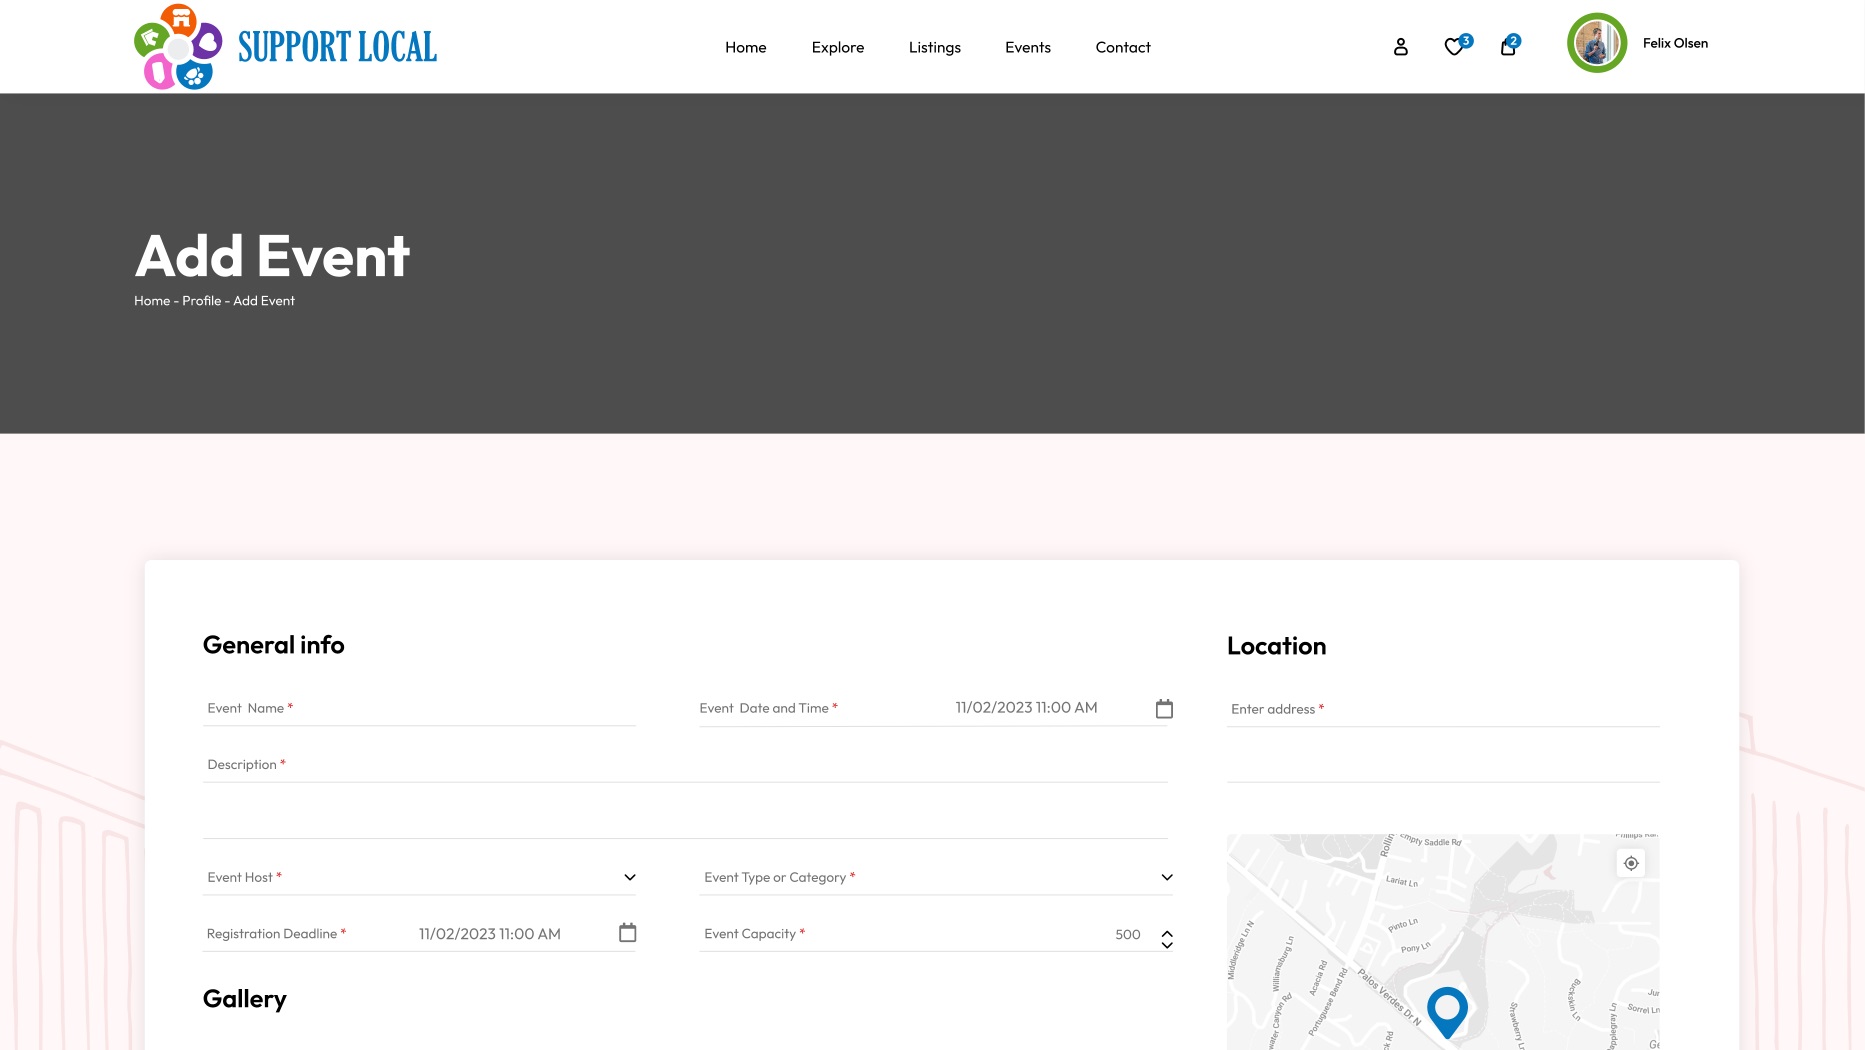 SUPPORT LOCAL
Home
Explore
Listings
Events
Contact
3
2
Felix Olsen
Add Event
Home - Profile - Add Event
General info
Location
Event Name *
Event Date and Time *
11/02/2023 11:00 AM
Enter address *
Description *
Event Host *
Event Type or Category *
Registration Deadline *
11/02/2023 11:00 AM
Event Capacity *
500
Gallery
Empty Saddle Rd
Rollin
Lariat Ln
Pinto Ln
Pony Ln
Middleridge Ln N
Williamsburg Ln
Acacia Rd
Portuguese Bend Rd
Palos Verdes Dr N
Buckskin Ln
Sorrel Ln
Strawberry L